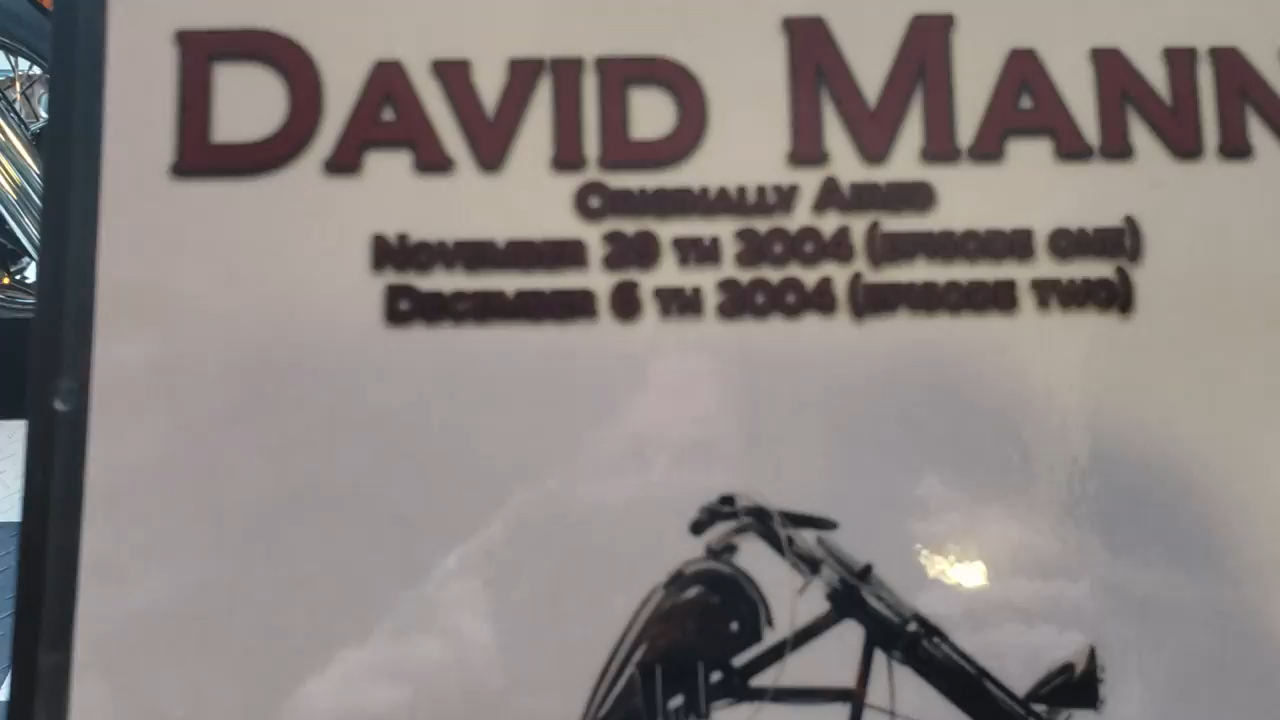 DAVID MANN
ORIGINALLY AIRED
NOVEMBER 29 TH 2004 (EPISODE ONE)
DECEMBER 6 TH 2004 (EPISODE TWO)